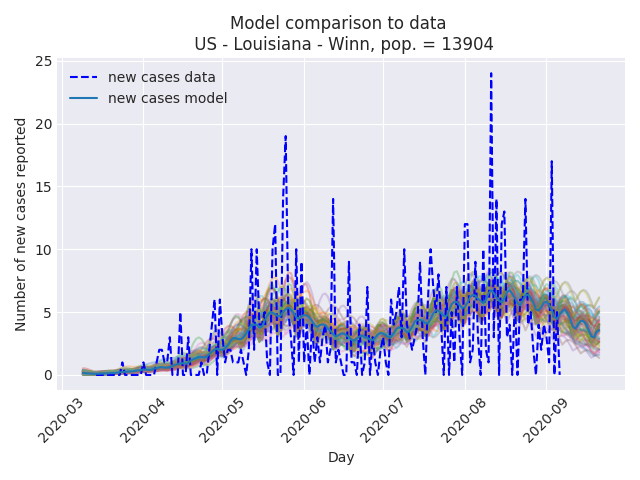 Model comparison to data
US - Louisiana - Winn, pop. = 13904
new cases data
new cases model
Number of new cases reported
25
20
15
10
5
0
2020-03
2020-04
2020-05
2020-06
2020-07
2020-08
2020-09
Day